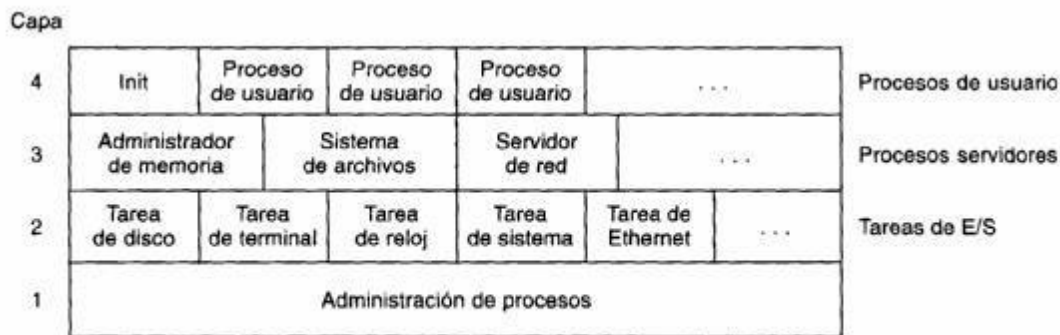 Capa
4 Init Proceso de usuario Proceso de usuario Proceso de usuario . . . Procesos de usuario
3 Administrador de memoria Sistema de archivos Servidor de red . . . Procesos servidores
2 Tarea de disco Tarea de terminal Tarea de reloj Tarea de sistema Tarea de Ethernet . . . Tareas de E/S
1 Administración de procesos